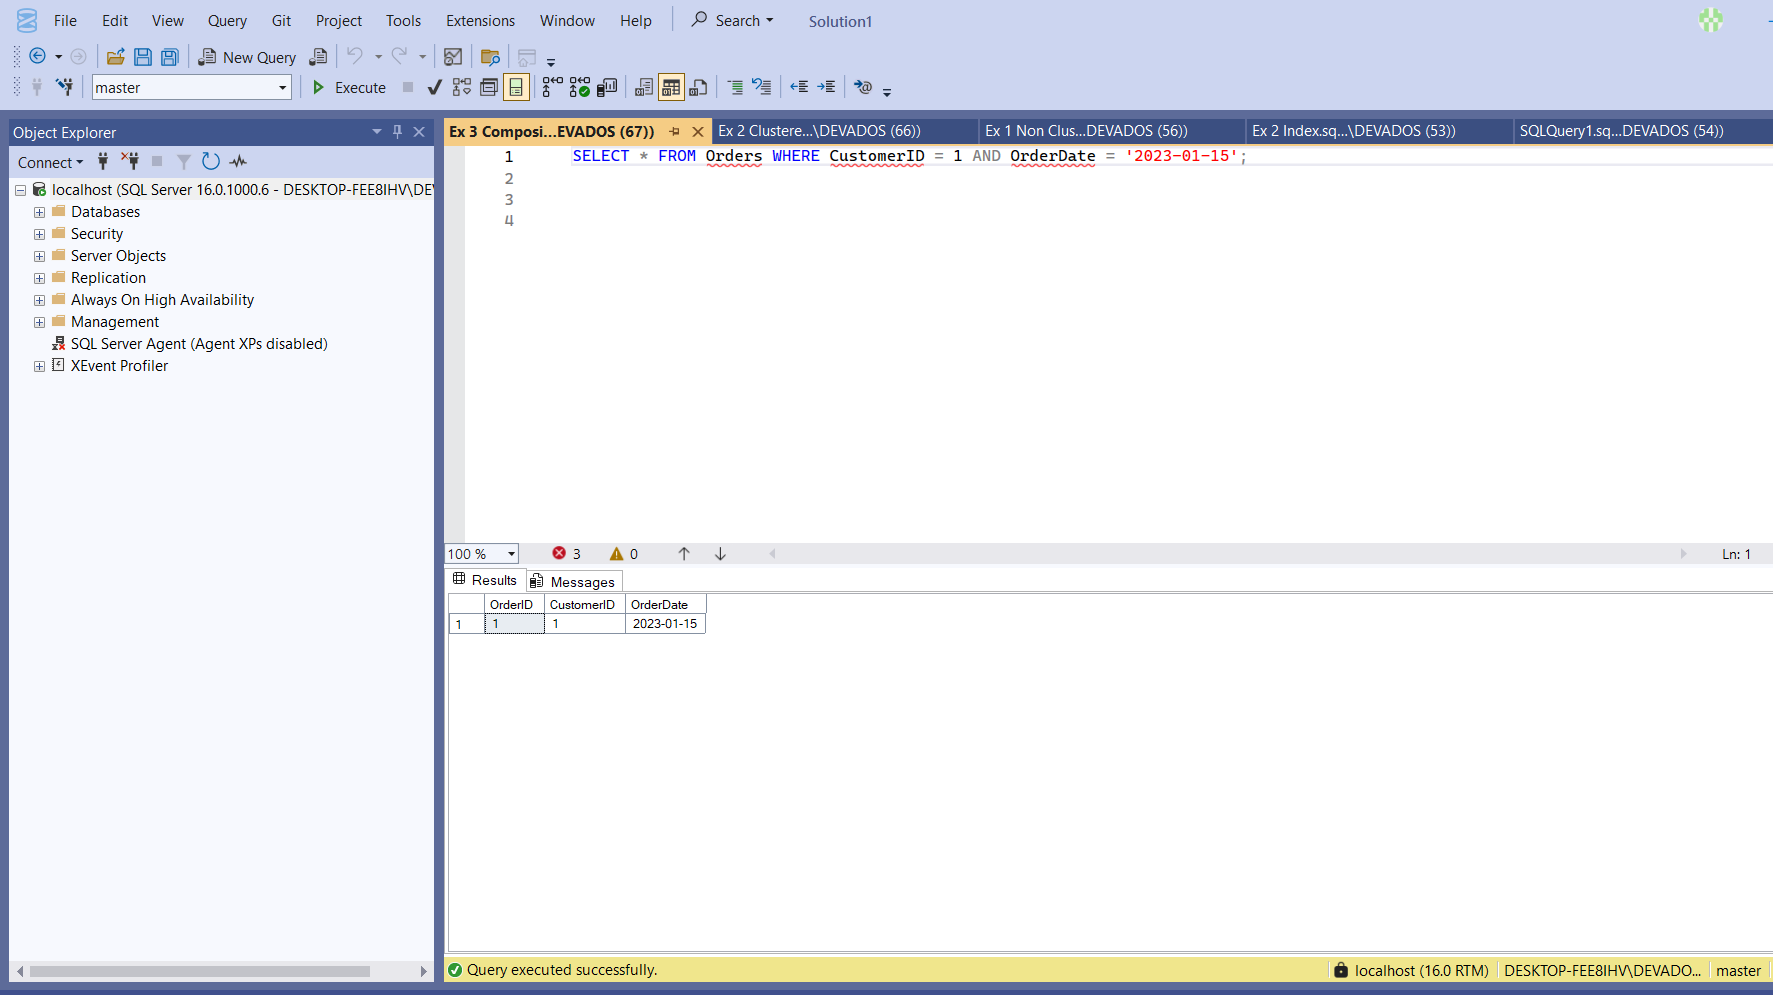 File Edit View Query Git Project Tools Extensions Window Help Search Solution1
New Query
master Execute
Object Explorer
Connect
localhost (SQL Server 16.0.1000.6 - DESKTOP-FEE8IHV\DEV
Databases
Security
Server Objects
Replication
Always On High Availability
Management
SQL Server Agent (Agent XPs disabled)
XEvent Profiler
Ex 3 Composi...EVADOS (67)) Ex 2 Clustere...\DEVADOS (66)) Ex 1 Non Clus...DEVADOS (56)) Ex 2 Index.sq...\DEVADOS (53)) SQLQuery1.sq...DEVADOS (54))
1 SELECT * FROM Orders WHERE CustomerID = 1 AND OrderDate = '2023-01-15';
2
3
4
100 % 3 0 Ln: 1
Results Messages
OrderID CustomerID OrderDate
1 1 1 2023-01-15
Query executed successfully. localhost (16.0 RTM) DESKTOP-FEE8IHV\DEVADO... master